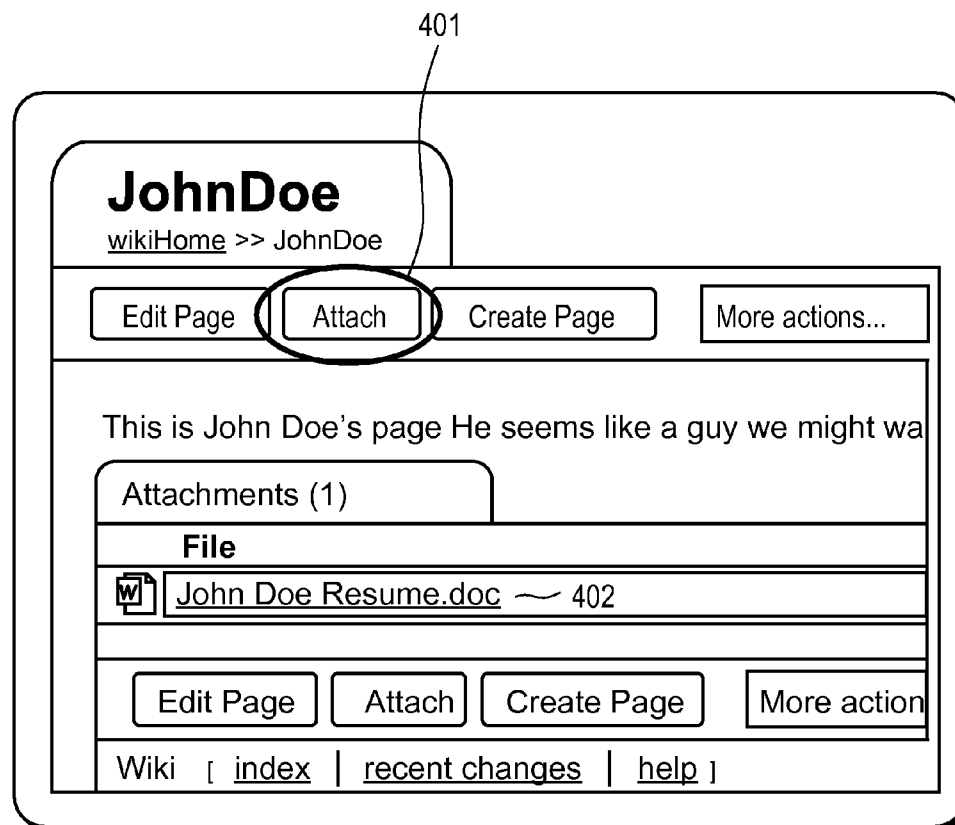 401
JohnDoe
wikiHome >> JohnDoe
Edit Page Attach Create Page More actions...
This is John Doe's page He seems like a guy we might wa
Attachments (1)
File
W John Doe Resume.doc 402
Edit Page Attach Create Page More action
Wiki [ index | recent changes | help ]